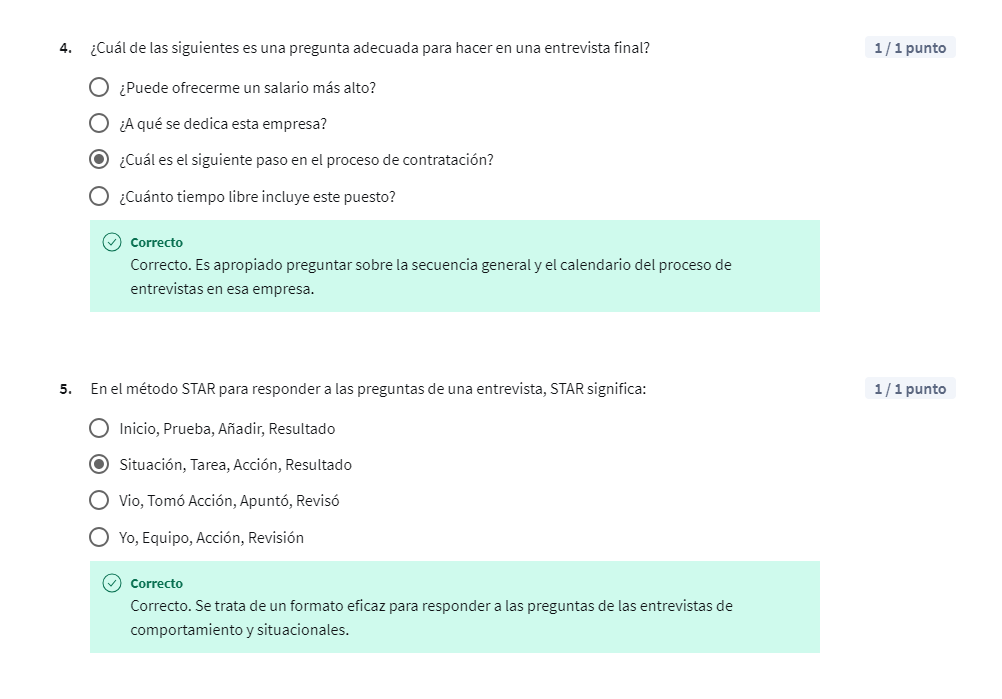 4. ¿Cuál de las siguientes es una pregunta adecuada para hacer en una entrevista final? 1 / 1 punto
¿Puede ofrecerme un salario más alto?
¿A qué se dedica esta empresa?
¿Cuál es el siguiente paso en el proceso de contratación?
¿Cuánto tiempo libre incluye este puesto?
Correcto
Correcto. Es apropiado preguntar sobre la secuencia general y el calendario del proceso de
entrevistas en esa empresa.
5. En el método STAR para responder a las preguntas de una entrevista, STAR significa: 1 / 1 punto
Inicio, Prueba, Añadir, Resultado
Situación, Tarea, Acción, Resultado
Vio, Tomó Acción, Apuntó, Revisó
Yo, Equipo, Acción, Revisión
Correcto
Correcto. Se trata de un formato eficaz para responder a las preguntas de las entrevistas de
comportamiento y situacionales.